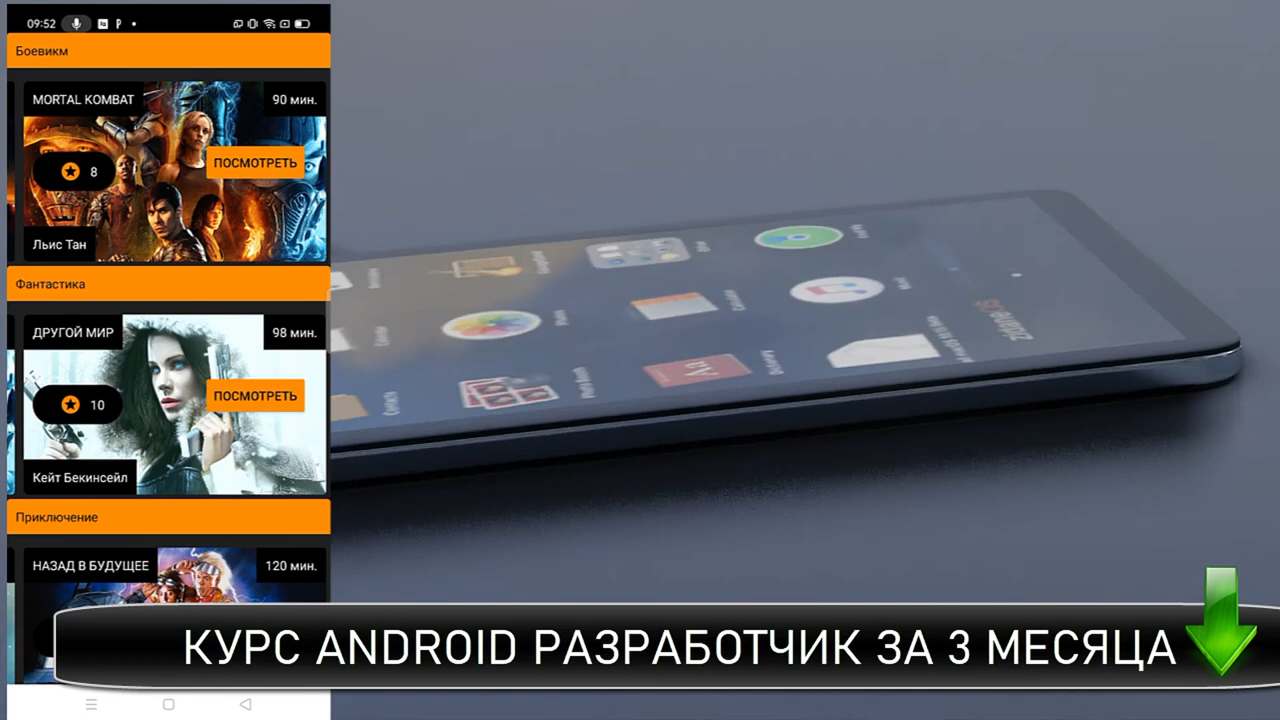 09:52
Боевикм
MORTAL KOMBAT
90 мин.
8
ПОСМОТРЕТЬ
Льис Тан
Фантастика
ДРУГОЙ МИР
98 мин.
10
ПОСМОТРЕТЬ
Кейт Бекинсейл
Приключение
НАЗАД В БУДУЩЕЕ
120 мин.
КУРС ANDROID РАЗРАБОТЧИК ЗА 3 МЕСЯЦА